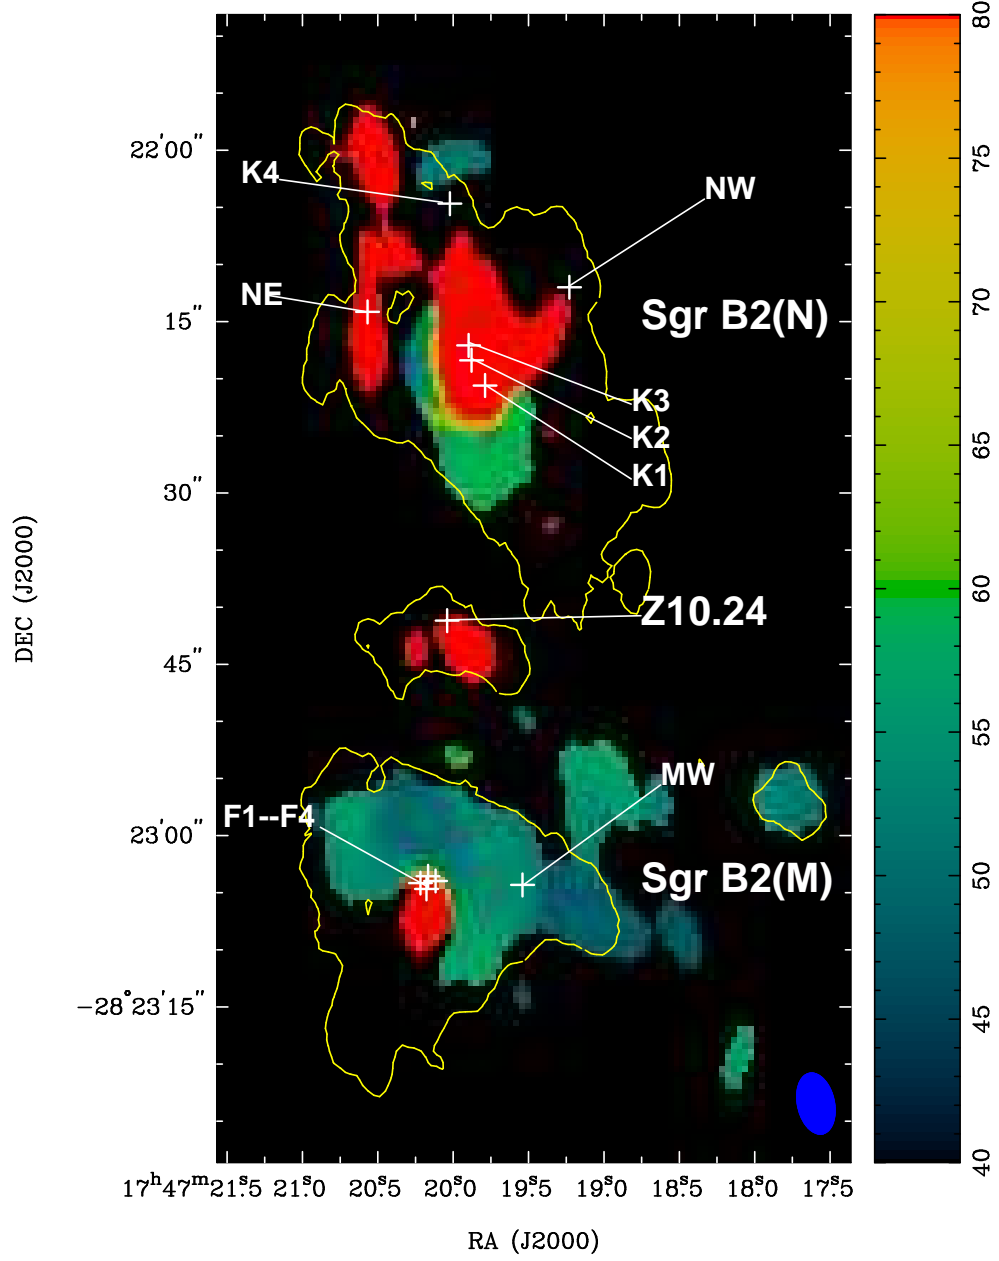 80
22'00"
K4
NW
75
NE
70
15"
Sgr B2(N)
K3
K2
65
K1
30"
60
DEC (J2000)
Z10.24
45"
55
MW
F1--F4
23'00"
Sgr B2(M)
50
−28°23'15"
45
40
17ʰ47ᵐ21ˢ.5 21ˢ.0 20ˢ.5 20ˢ.0 19ˢ.5 19ˢ.0 18ˢ.5 18ˢ.0 17ˢ.5
RA (J2000)